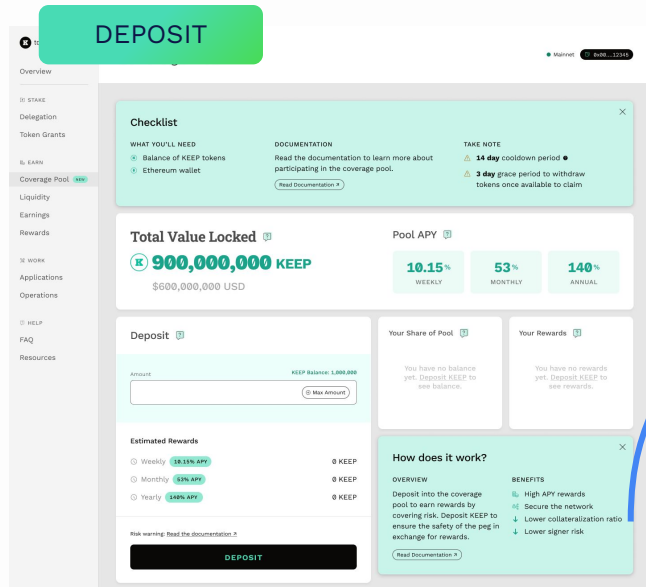 DEPOSIT
Mainnet
0x00...12345
Overview
STAKE
Delegation
Token Grants
EARN
Coverage Pool NEW
Liquidity
Earnings
Rewards
WORK
Applications
Operations
HELP
FAQ
Resources
Checklist
WHAT YOU'LL NEED
Balance of KEEP tokens
Ethereum wallet
DOCUMENTATION
Read the documentation to learn more about
participating in the coverage pool.
Read Documentation ↗
TAKE NOTE
14 day cooldown period
3 day grace period to withdraw
tokens once available to claim
Total Value Locked
900,000,000 KEEP
$600,000,000 USD
Pool APY
10.15%
WEEKLY
53%
MONTHLY
140%
ANNUAL
Deposit
Amount
KEEP Balance: 1,000,000
Max Amount
Estimated Rewards
Weekly 10.15% APY 0 KEEP
Monthly 53% APY 0 KEEP
Yearly 140% APY 0 KEEP
Risk warning: Read the documentation ↗
DEPOSIT
Your Share of Pool
You have no balance
yet. Deposit KEEP to
see balance.
Your Rewards
You have no rewards
yet. Deposit KEEP to
see rewards.
How does it work?
OVERVIEW
Deposit into the coverage
pool to earn rewards by
covering risk. Deposit KEEP to
ensure the safety of the peg in
exchange for rewards.
Read Documentation ↗
BENEFITS
High APY rewards
Secure the network
Lower collateralization ratio
Lower signer risk